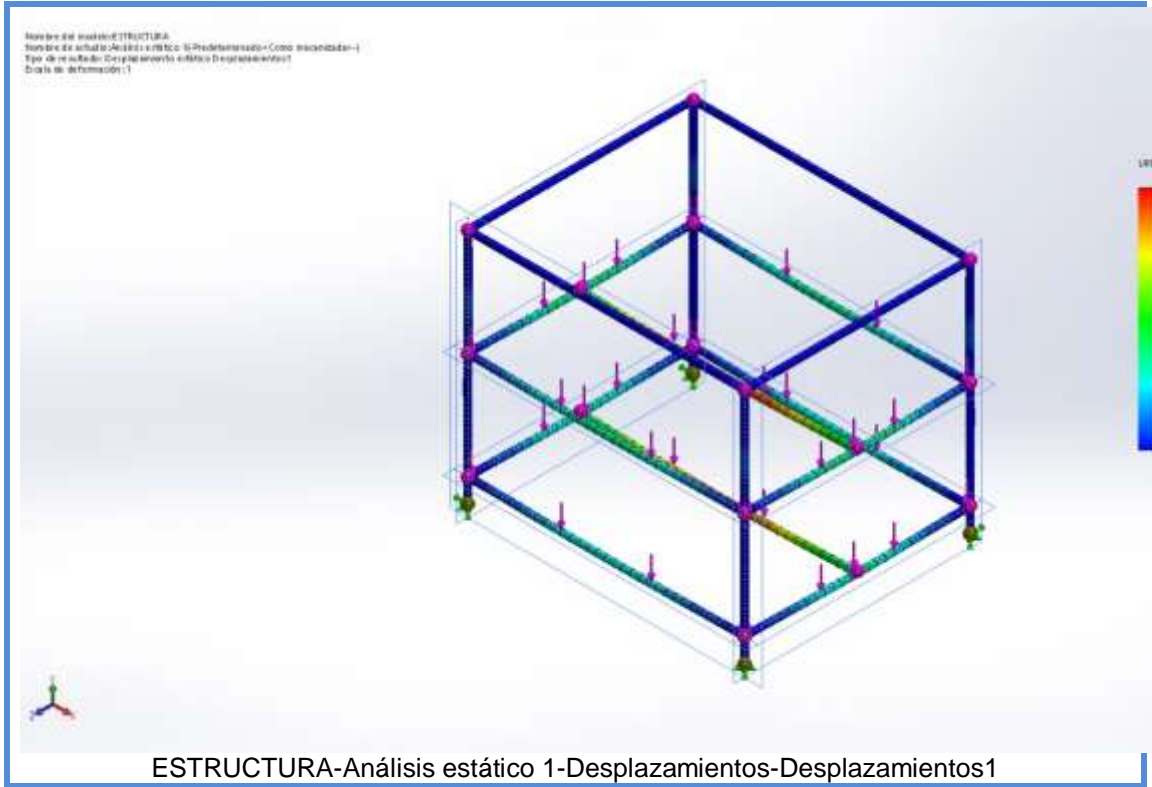 Nombre del modelo:ESTRUCTURA
Nombre de estudio:Análisis estático 1(-Predeterminado<Como mecanizada>-)
Tipo de resultado: Desplazamiento estático Desplazamientos1
Escala de deformación: 1
ESTRUCTURA-Análisis estático 1-Desplazamientos-Desplazamientos1